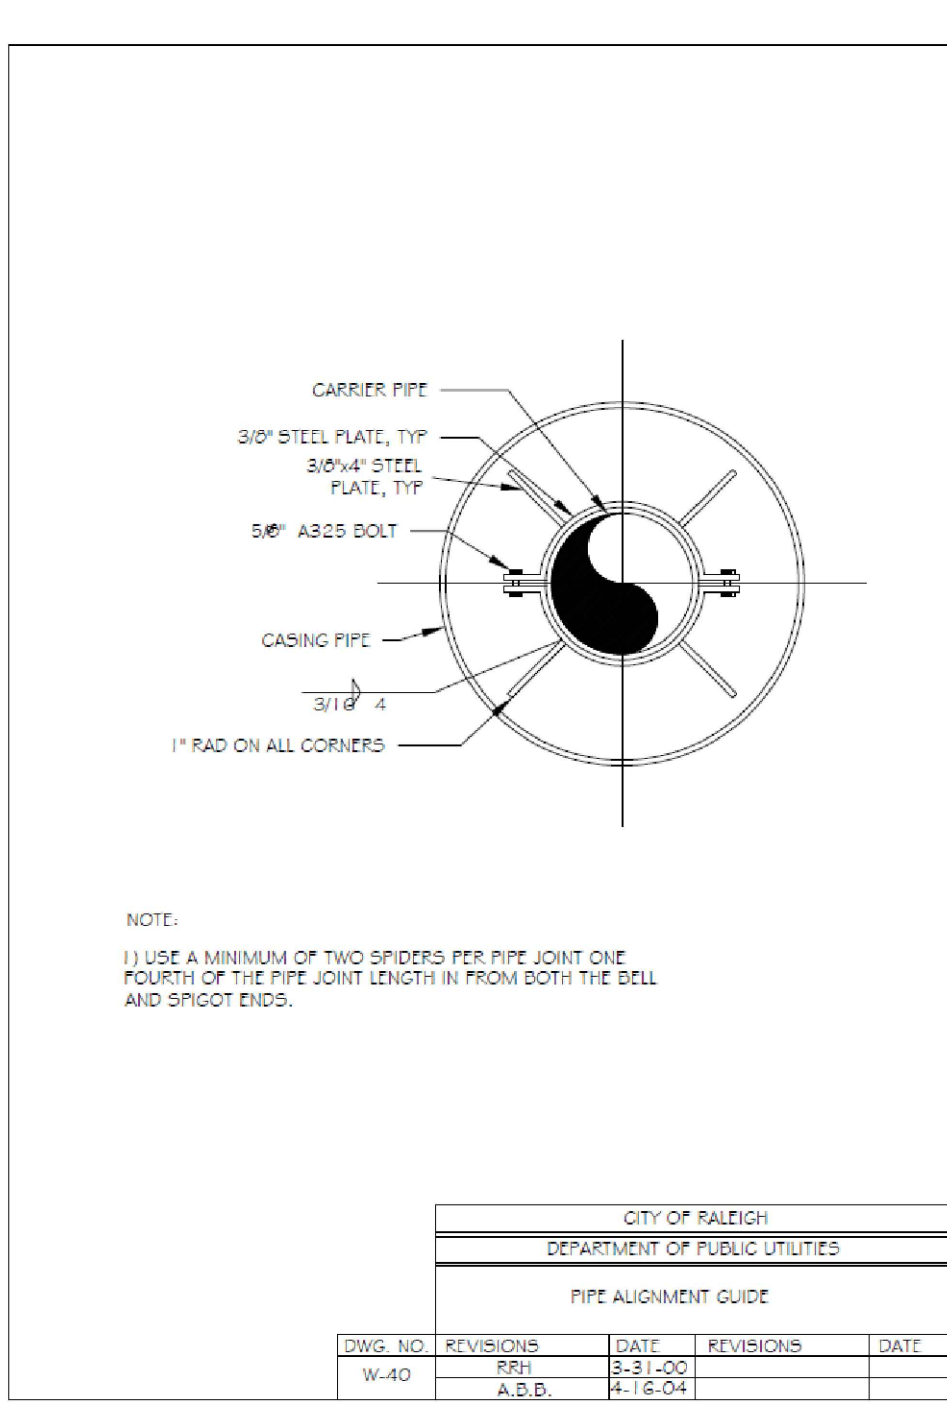 CARRIER PIPE
3/8" STEEL PLATE, TYP
3/8"x4" STEEL
PLATE, TYP
5/8" A325 BOLT
CASING PIPE
3/16 4
1" RAD ON ALL CORNERS
NOTE:
1) USE A MINIMUM OF TWO SPIDERS PER PIPE JOINT ONE
FOURTH OF THE PIPE JOINT LENGTH IN FROM BOTH THE BELL
AND SPIGOT ENDS.
CITY OF RALEIGH
DEPARTMENT OF PUBLIC UTILITIES
PIPE ALIGNMENT GUIDE
DWG. NO. REVISIONS DATE REVISIONS DATE
W-40 RRH 3-31-00
A.B.B. 4-16-04